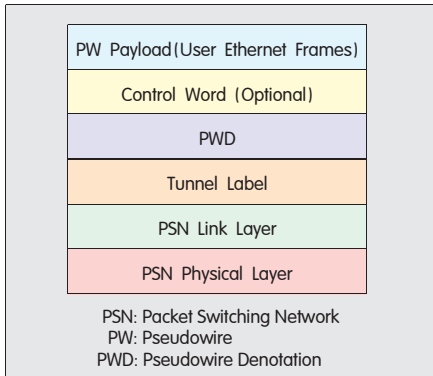 PW Payload(User Ethernet Frames)
Control Word (Optional)
PWD
Tunnel Label
PSN Link Layer
PSN Physical Layer
PSN: Packet Switching Network
PW: Pseudowire
PWD: Pseudowire Denotation